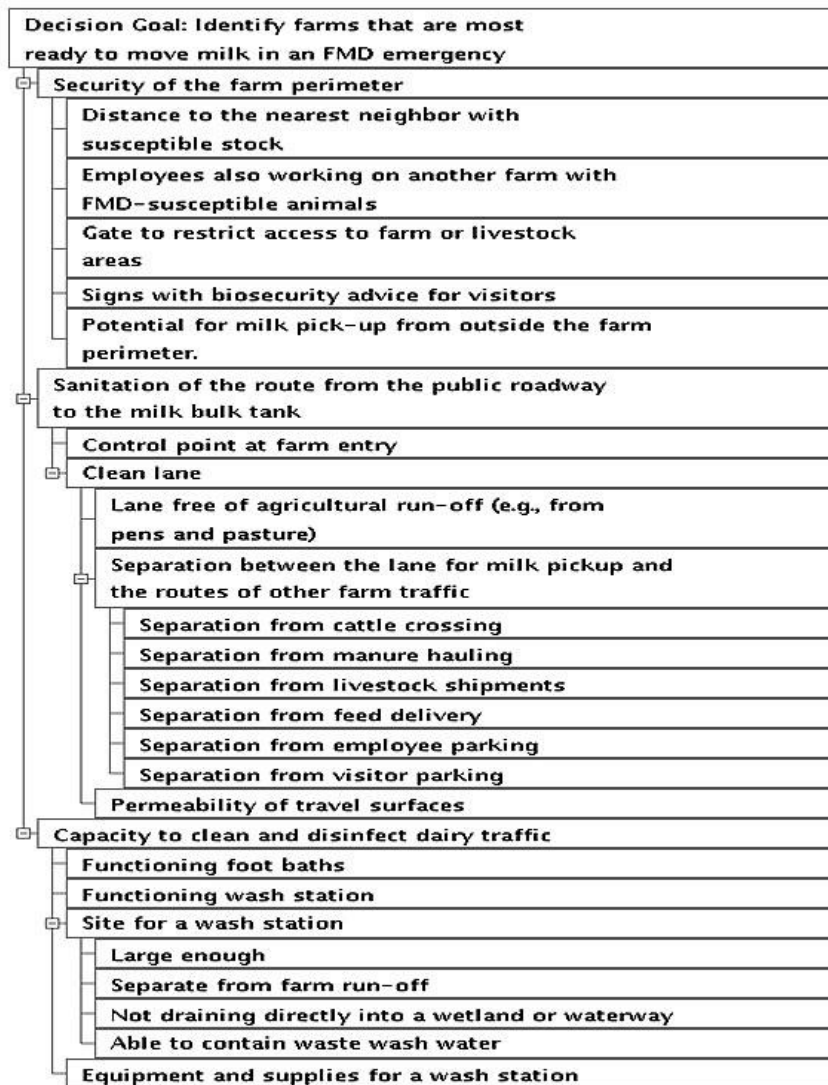 Decision Goal: Identify farms that are most
ready to move milk in an FMD emergency
Security of the farm perimeter
Distance to the nearest neighbor with
susceptible stock
Employees also working on another farm with
FMD-susceptible animals
Gate to restrict access to farm or livestock
areas
Signs with biosecurity advice for visitors
Potential for milk pick-up from outside the farm
perimeter.
Sanitation of the route from the public roadway
to the milk bulk tank
Control point at farm entry
Clean lane
Lane free of agricultural run-off (e.g., from
pens and pasture)
Separation between the lane for milk pickup and
the routes of other farm traffic
Separation from cattle crossing
Separation from manure hauling
Separation from livestock shipments
Separation from feed delivery
Separation from employee parking
Separation from visitor parking
Permeability of travel surfaces
Capacity to clean and disinfect dairy traffic
Functioning foot baths
Functioning wash station
Site for a wash station
Large enough
Separate from farm run-off
Not draining directly into a wetland or waterway
Able to contain waste wash water
Equipment and supplies for a wash station